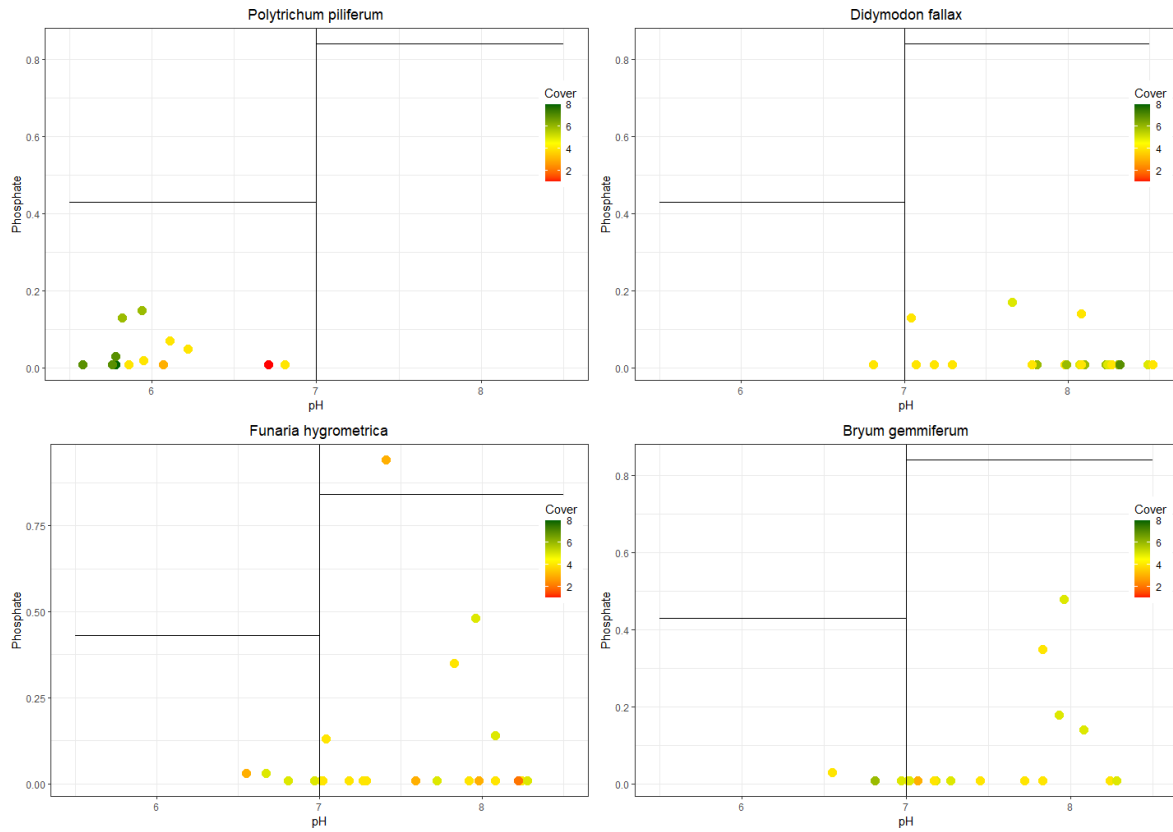 Polytrichum piliferum
0.8
0.6
0.4
0.2
0.0
Phosphate
6
7
8
pH
Cover
8
6
4
2
Didymodon fallax
0.8
0.6
0.4
0.2
0.0
Phosphate
6
7
8
pH
Cover
8
6
4
2
Funaria hygrometrica
0.75
0.50
0.25
0.00
Phosphate
6
7
8
pH
Cover
8
6
4
2
Bryum gemmiferum
0.8
0.6
0.4
0.2
0.0
Phosphate
6
7
8
pH
Cover
8
6
4
2